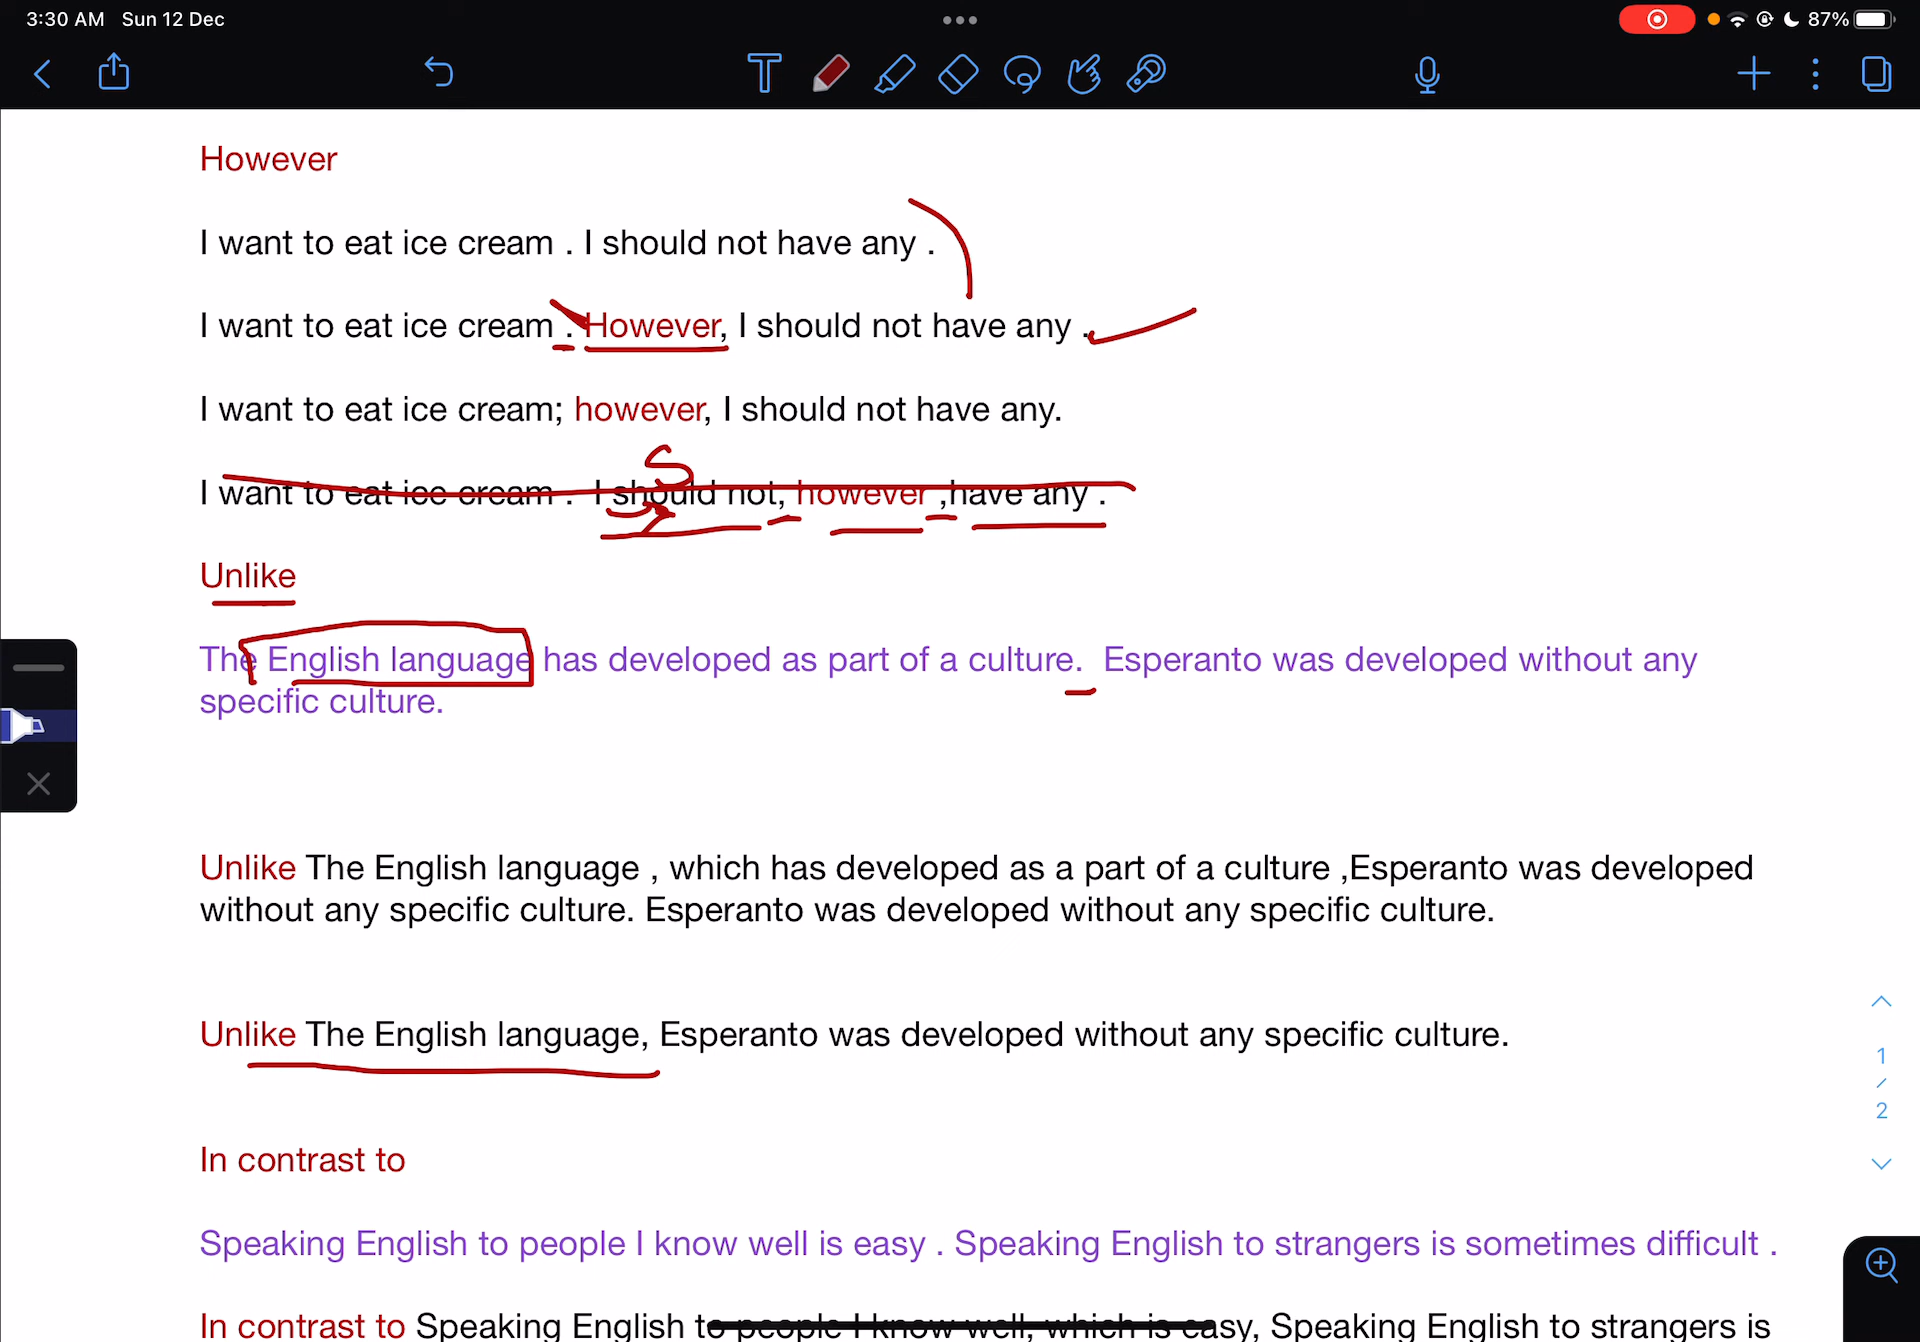 3:30 AM Sun 12 Dec
87%
However
I want to eat ice cream . I should not have any .
I want to eat ice cream . However, I should not have any .
I want to eat ice cream; however, I should not have any.
S
I want to eat ice cream . I should not, however ,have any .
Unlike
The English language has developed as part of a culture. Esperanto was developed without any
specific culture.
Unlike The English language , which has developed as a part of a culture ,Esperanto was developed
without any specific culture. Esperanto was developed without any specific culture.
Unlike The English language, Esperanto was developed without any specific culture.
1
/
2
In contrast to
Speaking English to people I know well is easy . Speaking English to strangers is sometimes difficult .
In contrast to Speaking English to people I know well, which is easy, Speaking English to strangers is